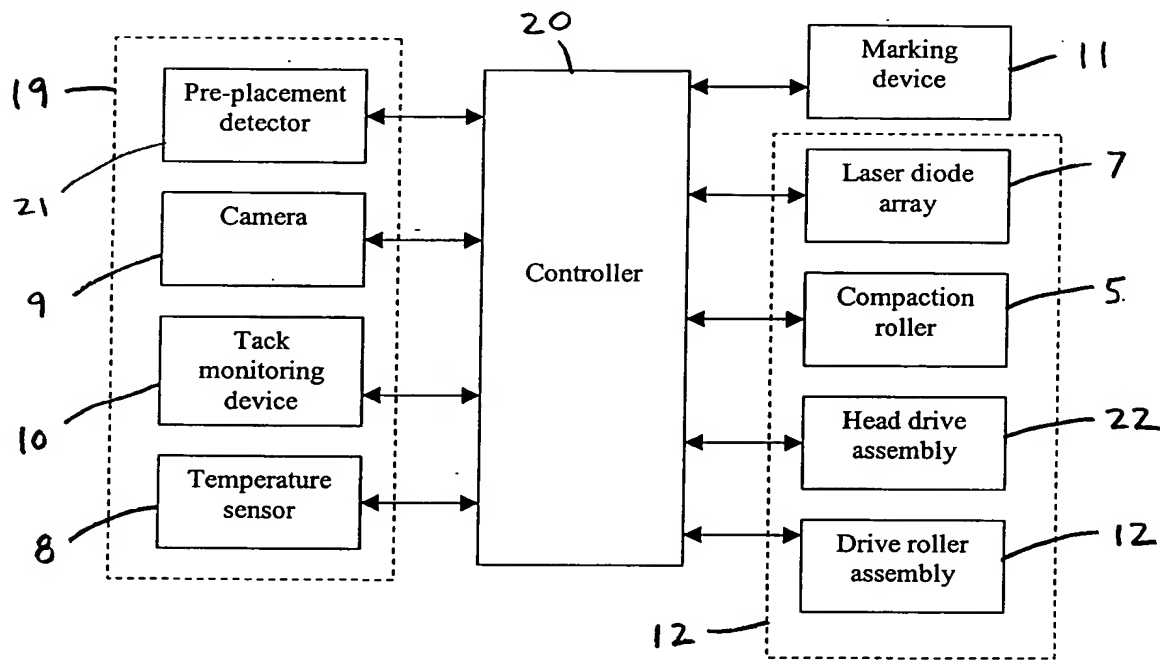 20
19
Pre-placement
detector
21
Camera
9
Tack
monitoring
device
10
Temperature
sensor
8
Controller
Marking
device
11
Laser diode
array
7
Compaction
roller
5.
Head drive
assembly
22
Drive roller
assembly
12
12